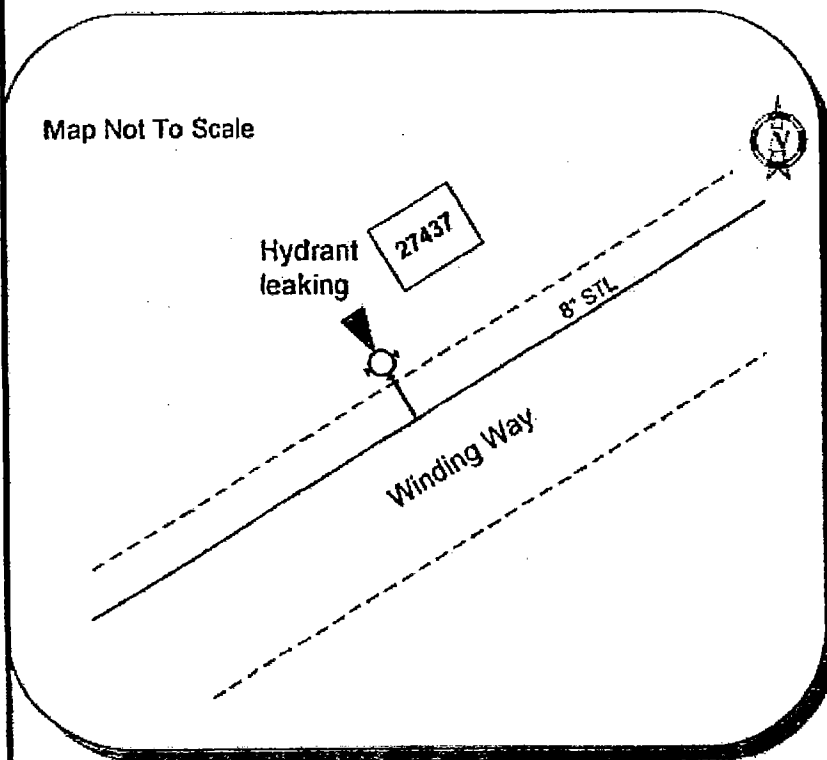 Map Not To Scale
N
27437
Hydrant
leaking
8" STL
Winding Way